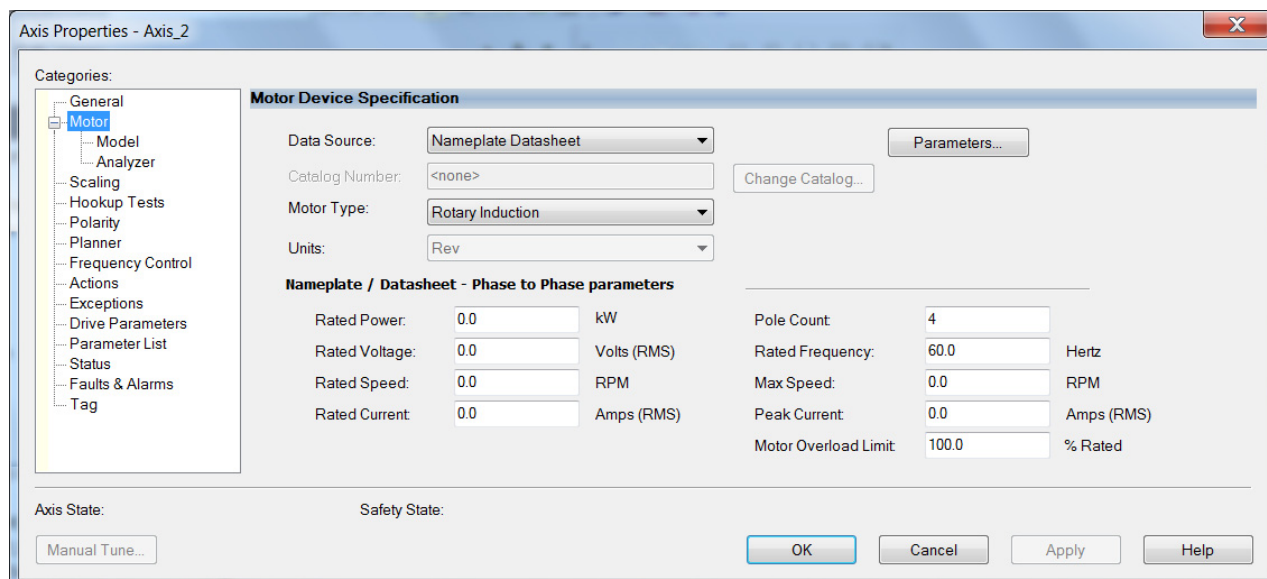 Axis Properties - Axis_2
Categories:
General
Motor
Model
Analyzer
Scaling
Hookup Tests
Polarity
Planner
Frequency Control
Actions
Exceptions
Drive Parameters
Parameter List
Status
Faults & Alarms
Tag
Motor Device Specification
Data Source: Nameplate Datasheet Parameters...
Catalog Number: <none> Change Catalog...
Motor Type: Rotary Induction
Units: Rev
Nameplate / Datasheet - Phase to Phase parameters
Rated Power: 0.0 kW Pole Count: 4
Rated Voltage: 0.0 Volts (RMS) Rated Frequency: 60.0 Hertz
Rated Speed: 0.0 RPM Max Speed: 0.0 RPM
Rated Current: 0.0 Amps (RMS) Peak Current: 0.0 Amps (RMS)
Motor Overload Limit: 100.0 % Rated
Axis State: Safety State:
Manual Tune... OK Cancel Apply Help